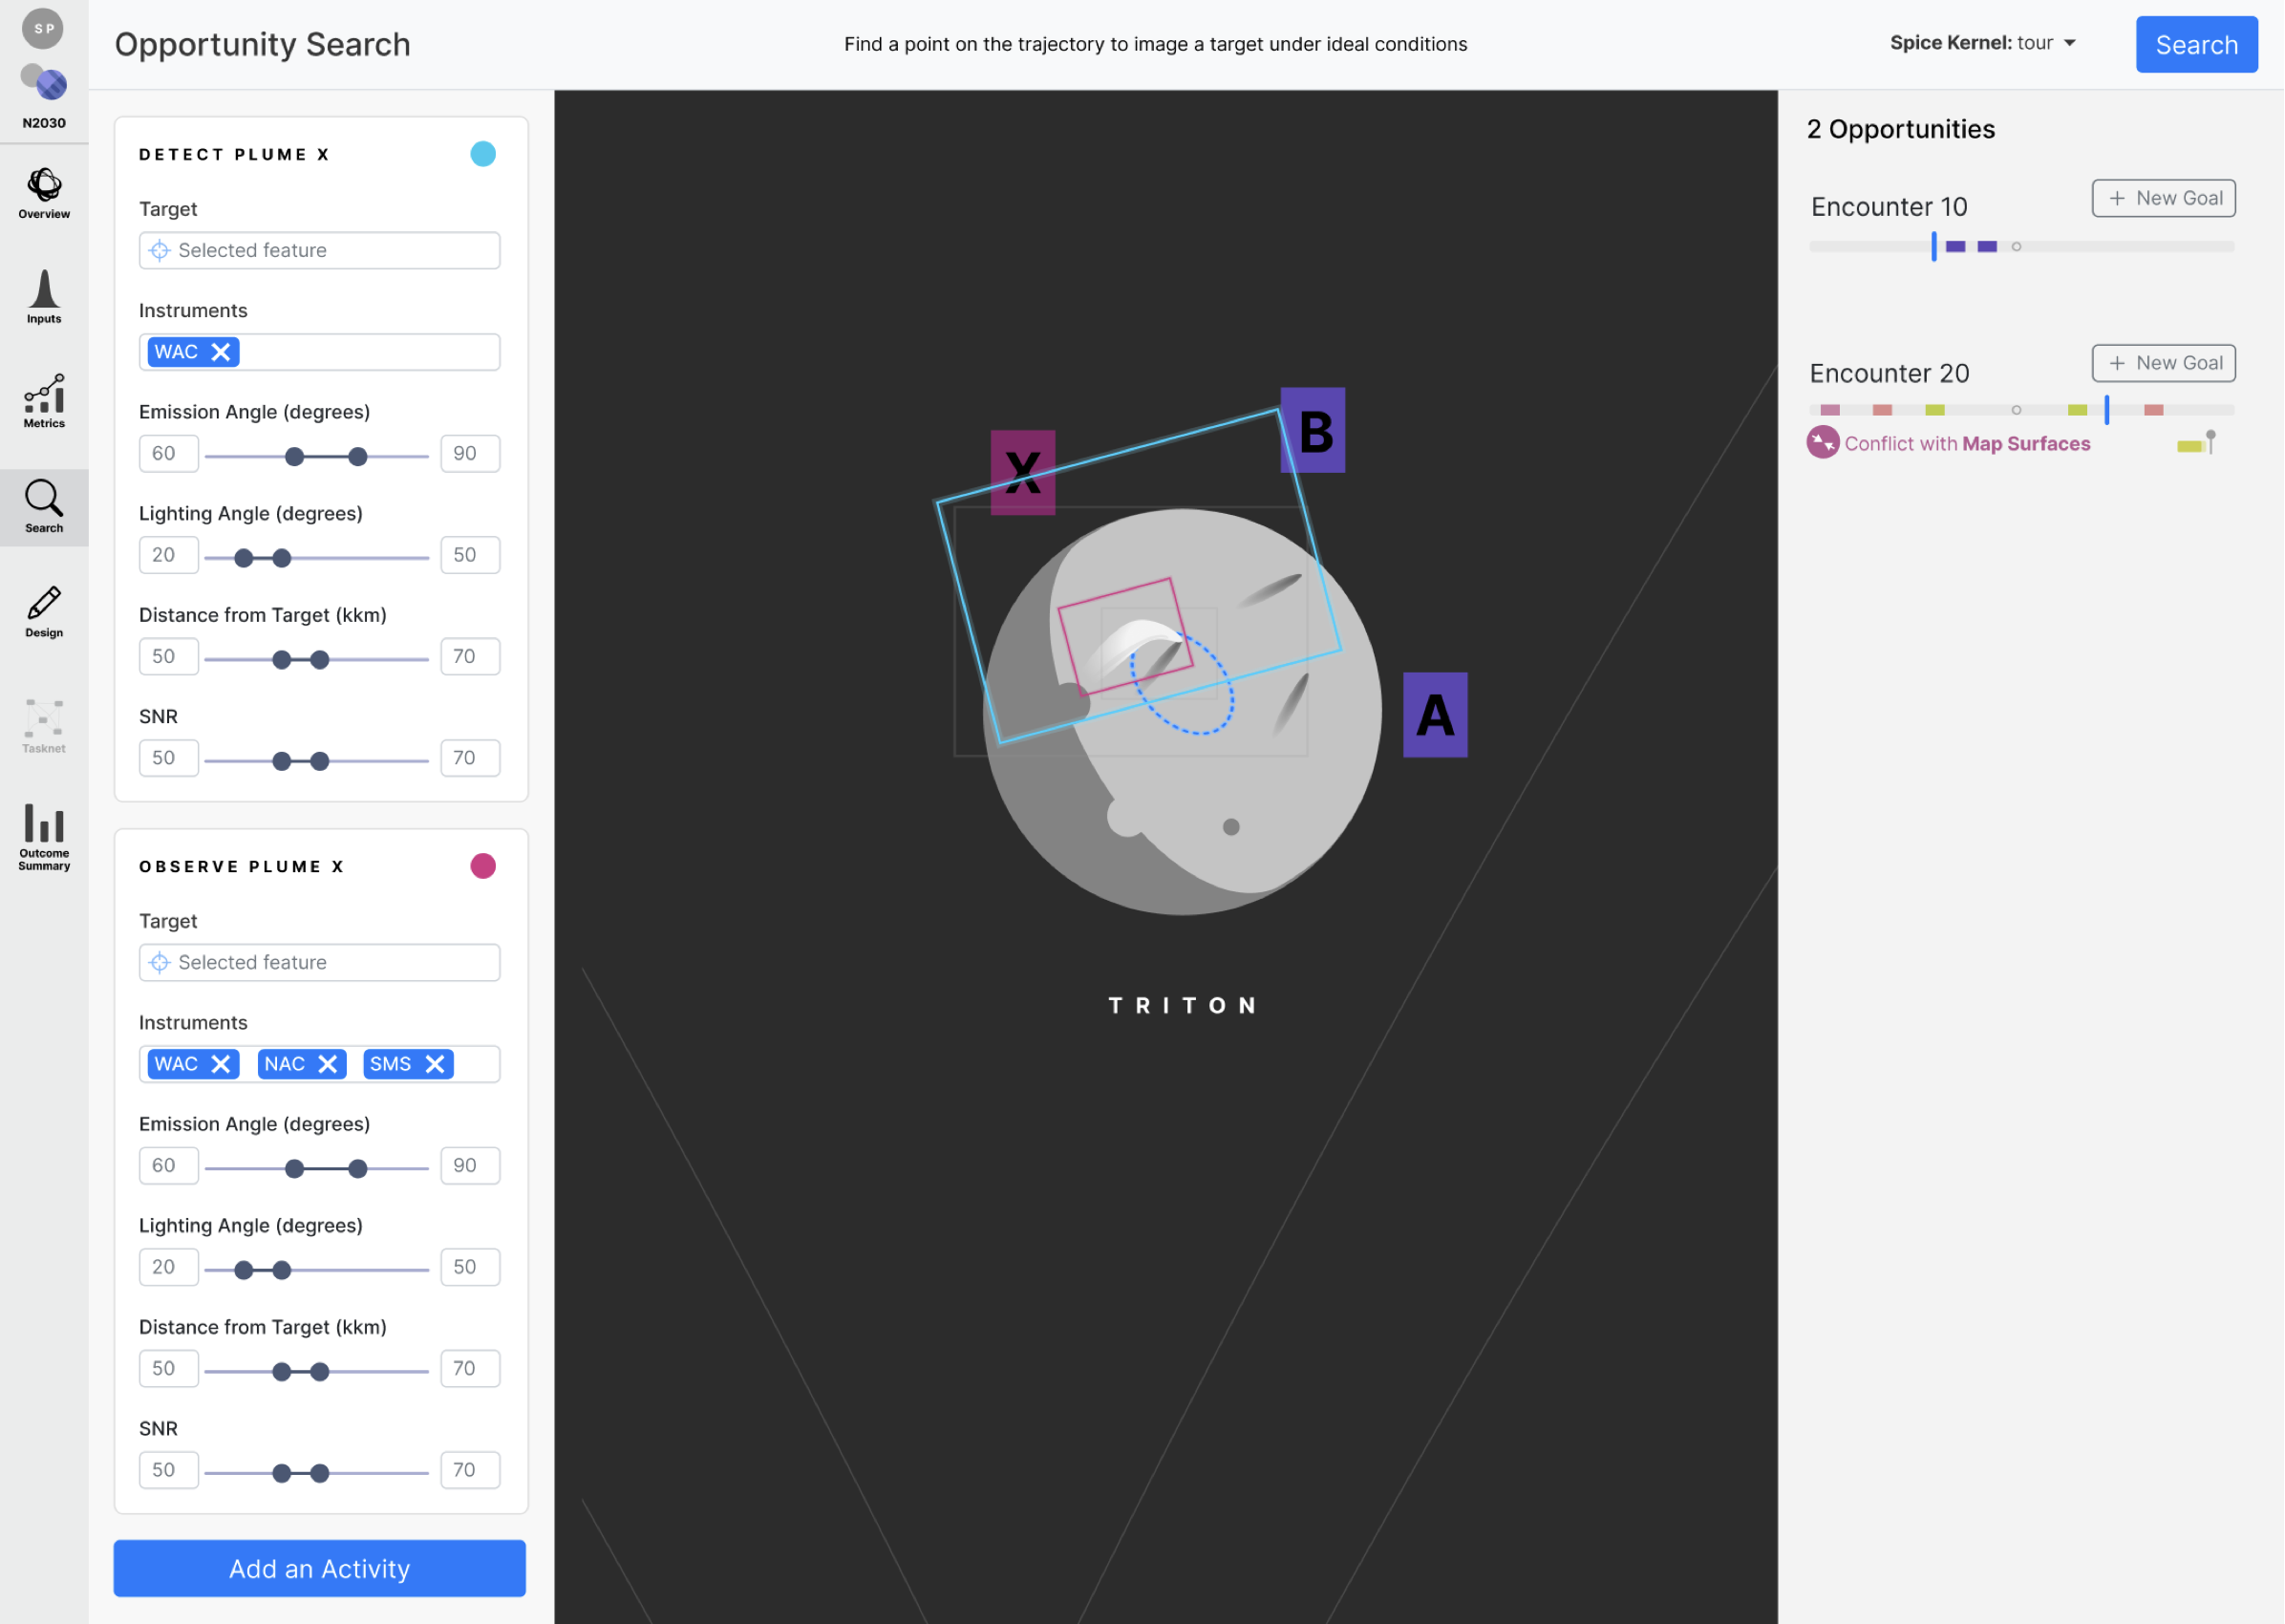 SP
N2030
Overview
Inputs
Metrics
Search
Design
Tasknet
Outcome
Summary
Opportunity Search
Find a point on the trajectory to image a target under ideal conditions
Spice Kernel: tour
Search
DETECT PLUME X
Target
Selected feature
Instruments
WAC
Emission Angle (degrees)
60 90
Lighting Angle (degrees)
20 50
Distance from Target (kkm)
50 70
SNR
50 70
OBSERVE PLUME X
Target
Selected feature
Instruments
WAC NAC SMS
Emission Angle (degrees)
60 90
Lighting Angle (degrees)
20 50
Distance from Target (kkm)
50 70
SNR
50 70
Add an Activity
B
X
A
TRITON
2 Opportunities
Encounter 10
+ New Goal
Encounter 20
+ New Goal
Conflict with Map Surfaces